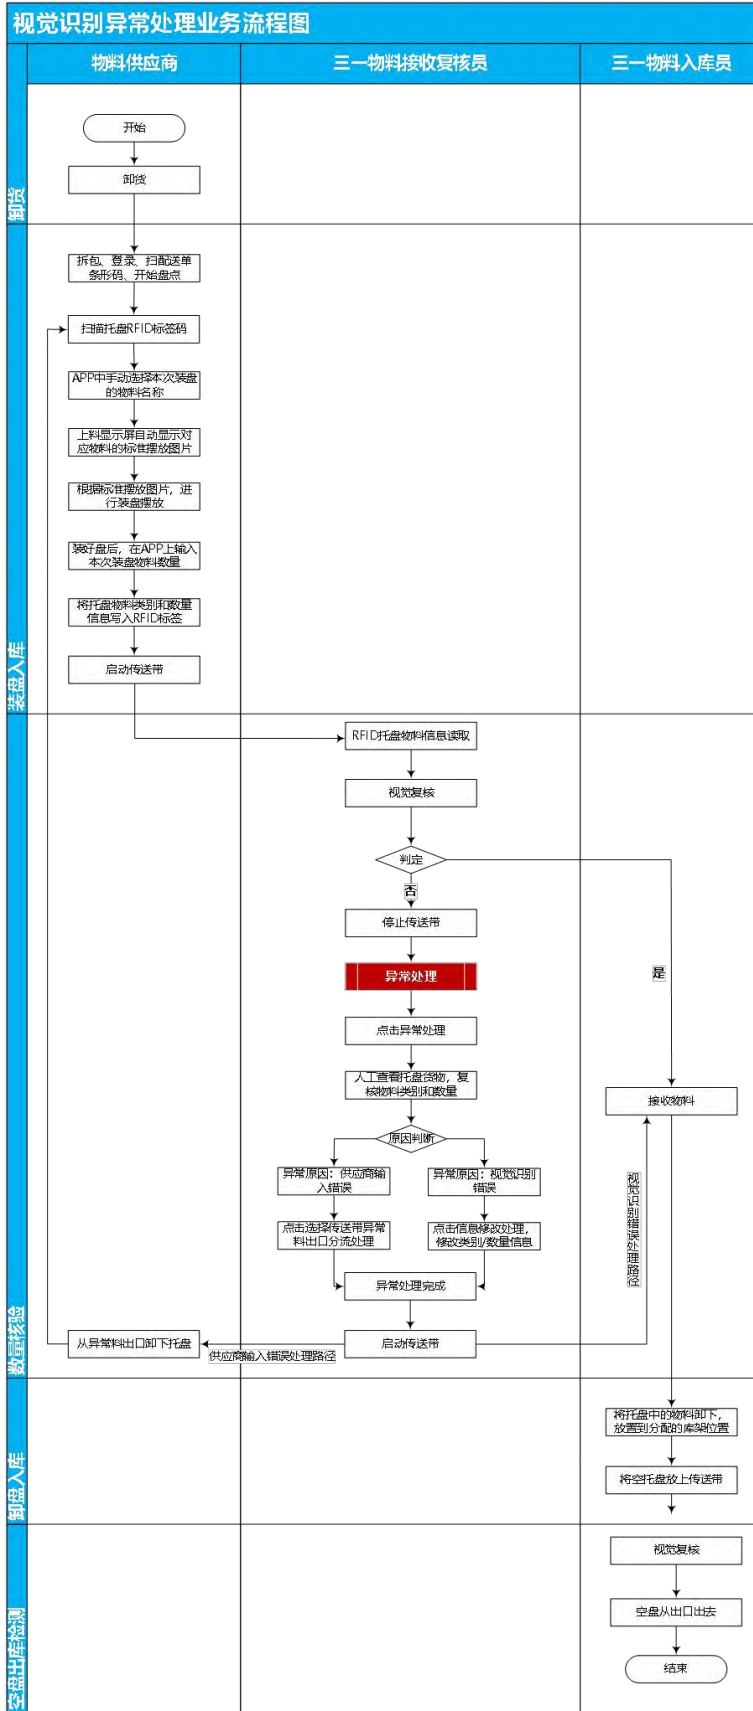 视觉识别异常处理业务流程图
物料供应商
三一物料接收复核员
三一物料入库员
卸货
开始
卸货
装盘入库
拆包、登录、扫配送单
条形码、开始盘点
扫描托盘RFID标签码
APP中手动选择本次装盘
的物料名称
上料显示屏自动显示对
应物料的标准摆放图片
根据标准摆放图片，进
行装盘摆放
装好盘后，在APP上输入
本次装盘物料数量
将托盘物料类别和数量
信息写入RFID标签
启动传送带
数量核验
RFID托盘物料信息读取
视觉复核
判定
否
是
停止传送带
异常处理
点击异常处理
人工查看托盘货物，复
核物料类别和数量
接收物料
原因判断
异常原因：供应商输
入错误
异常原因：视觉识别
错误
点击选择传送带异常
料出口分流处理
点击信息修改处理，
修改类别/数量信息
视觉识别错误处理路径
异常处理完成
启动传送带
供应商输入错误处理路径
从异常料出口卸下托盘
卸盘入库
将托盘中的物料卸下，
放置到分配的库架位置
将空托盘放上传送带
空盘出库检测
视觉复核
空盘从出口出去
结束